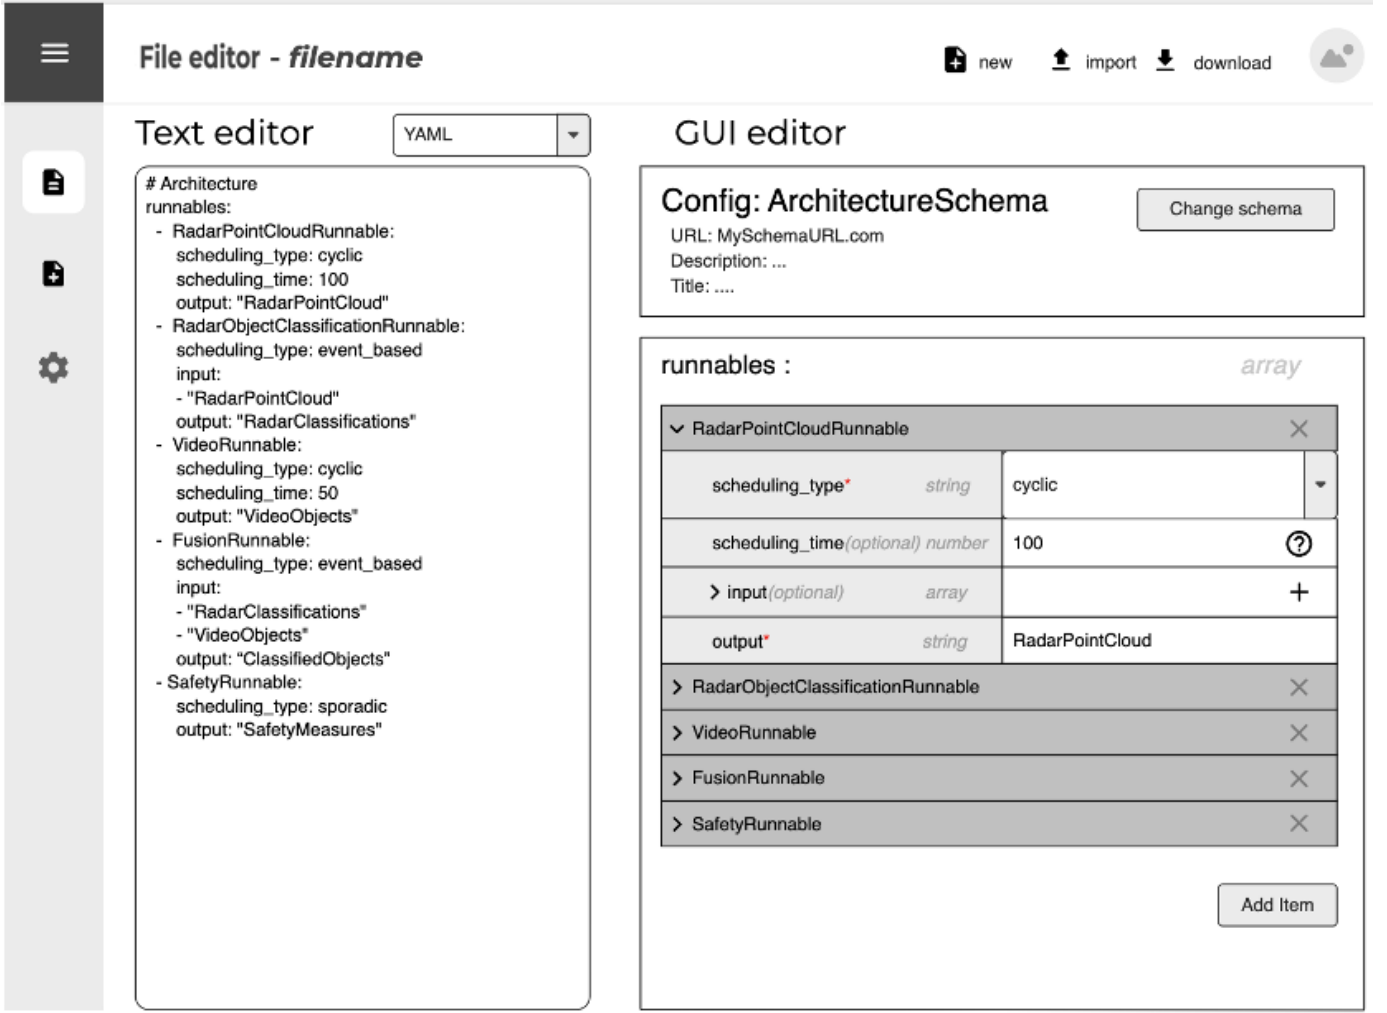 File editor - filename
new
import
download
Text editor
YAML
# Architecture
runnables:
- RadarPointCloudRunnable:
scheduling_type: cyclic
scheduling_time: 100
output: "RadarPointCloud"
- RadarObjectClassificationRunnable:
scheduling_type: event_based
input:
- "RadarPointCloud"
output: "RadarClassifications"
- VideoRunnable:
scheduling_type: cyclic
scheduling_time: 50
output: "VideoObjects"
- FusionRunnable:
scheduling_type: event_based
input:
- "RadarClassifications"
- "VideoObjects"
output: "ClassifiedObjects"
- SafetyRunnable:
scheduling_type: sporadic
output: "SafetyMeasures"
GUI editor
Config: ArchitectureSchema
Change schema
URL: MySchemaURL.com
Description: ...
Title: ....
runnables :
array
RadarPointCloudRunnable
scheduling_type* string cyclic
scheduling_time(optional) number 100
input(optional) array
output* string RadarPointCloud
RadarObjectClassificationRunnable
VideoRunnable
FusionRunnable
SafetyRunnable
Add Item